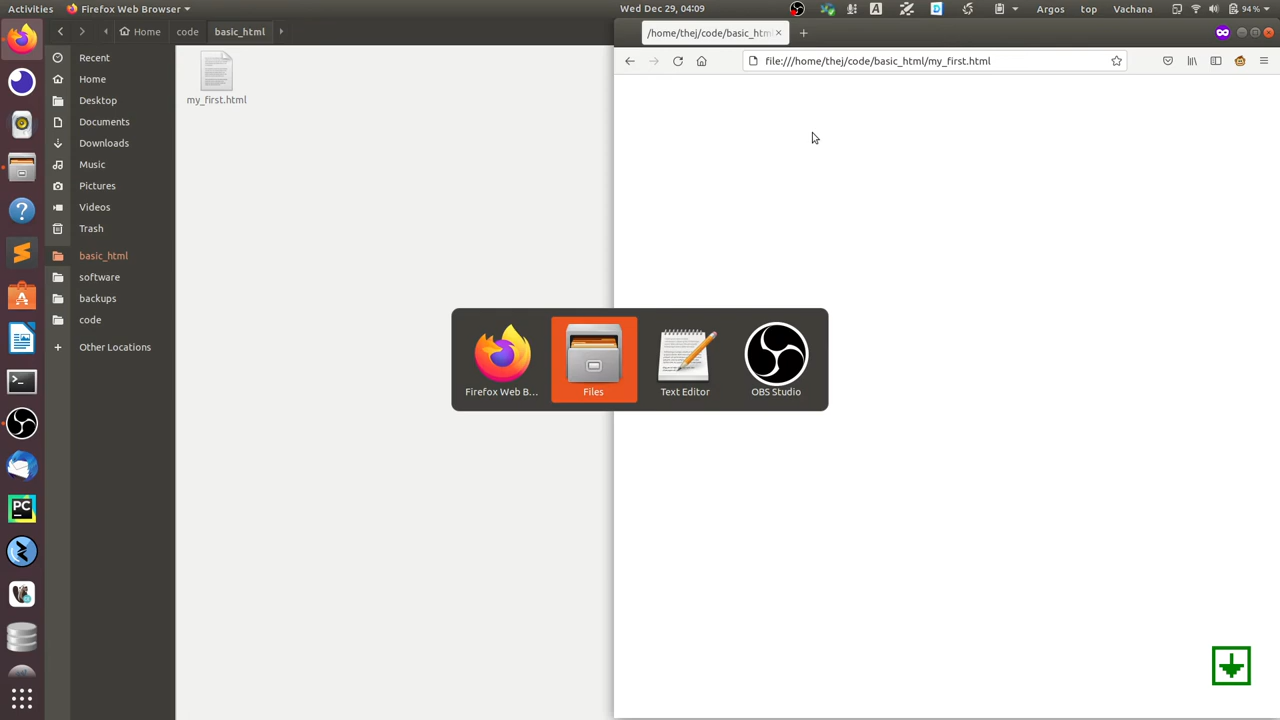 Activities
Firefox Web Browser
Wed Dec 29, 04:09
A
Argos
top
Vachana
94 %
Home
code
basic_html
Recent
Home
Desktop
Documents
Downloads
Music
Pictures
Videos
Trash
basic_html
software
backups
code
Other Locations
my_first.html
/home/thej/code/basic_htm
file:///home/thej/code/basic_html/my_first.html
Firefox Web B...
Files
Text Editor
OBS Studio
PC